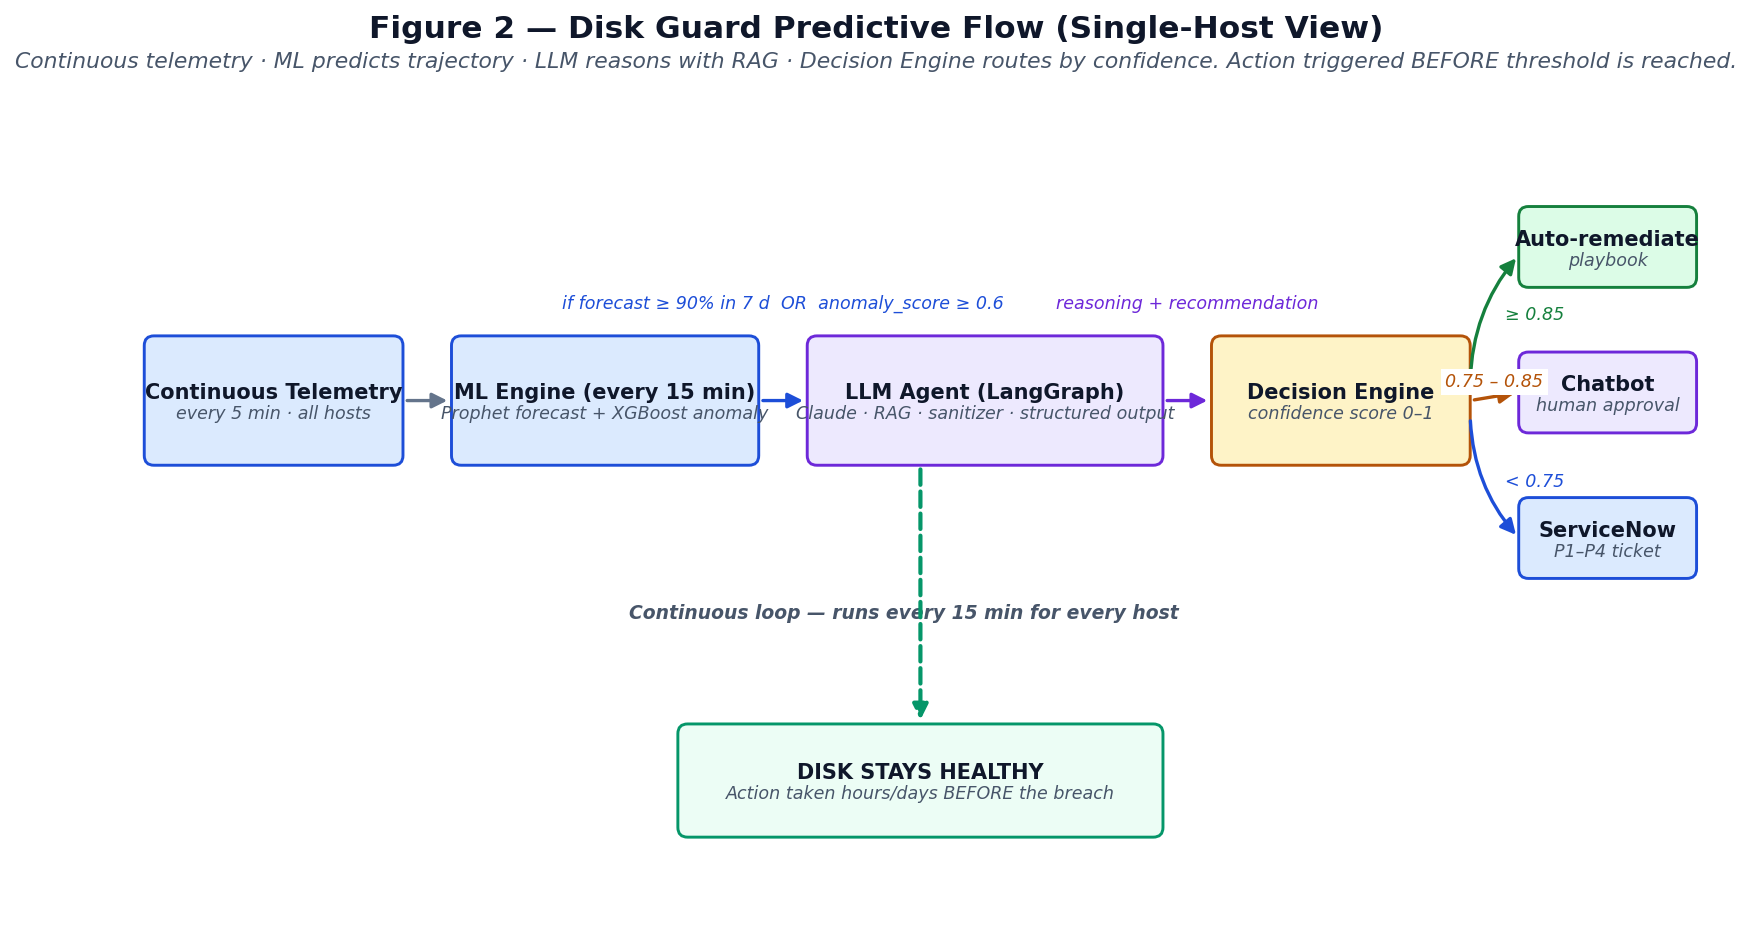 Figure 2 — Disk Guard Predictive Flow (Single-Host View)
Continuous telemetry · ML predicts trajectory · LLM reasons with RAG · Decision Engine routes by confidence. Action triggered BEFORE threshold is reached.
if forecast ≥ 90% in 7 d  OR  anomaly_score ≥ 0.6
reasoning + recommendation
Continuous Telemetry
every 5 min · all hosts
ML Engine (every 15 min)
Prophet forecast + XGBoost anomaly
LLM Agent (LangGraph)
Claude · RAG · sanitizer · structured output
Decision Engine
confidence score 0–1
Auto-remediate
playbook
≥ 0.85
0.75 – 0.85
Chatbot
human approval
< 0.75
ServiceNow
P1–P4 ticket
Continuous loop — runs every 15 min for every host
DISK STAYS HEALTHY
Action taken hours/days BEFORE the breach